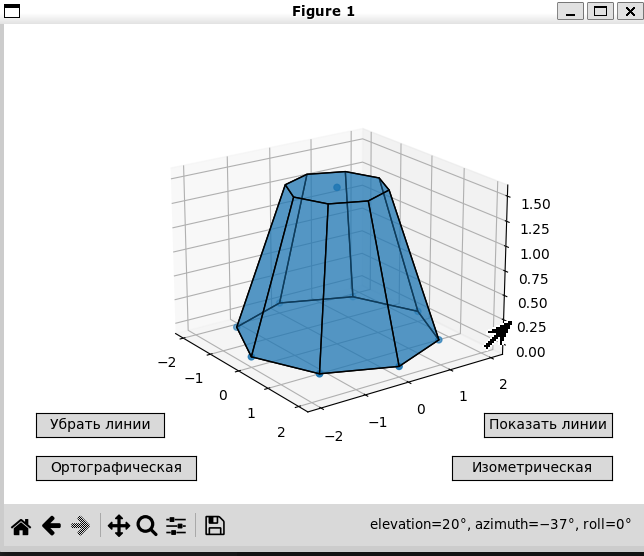 Figure 1
1.50
1.25
1.00
0.75
0.50
0.25
0.00
−2
−1
0
1
2
−2
−1
0
1
2
Убрать линии
Показать линии
Ортографическая
Изометрическая
elevation=20°, azimuth=−37°, roll=0°